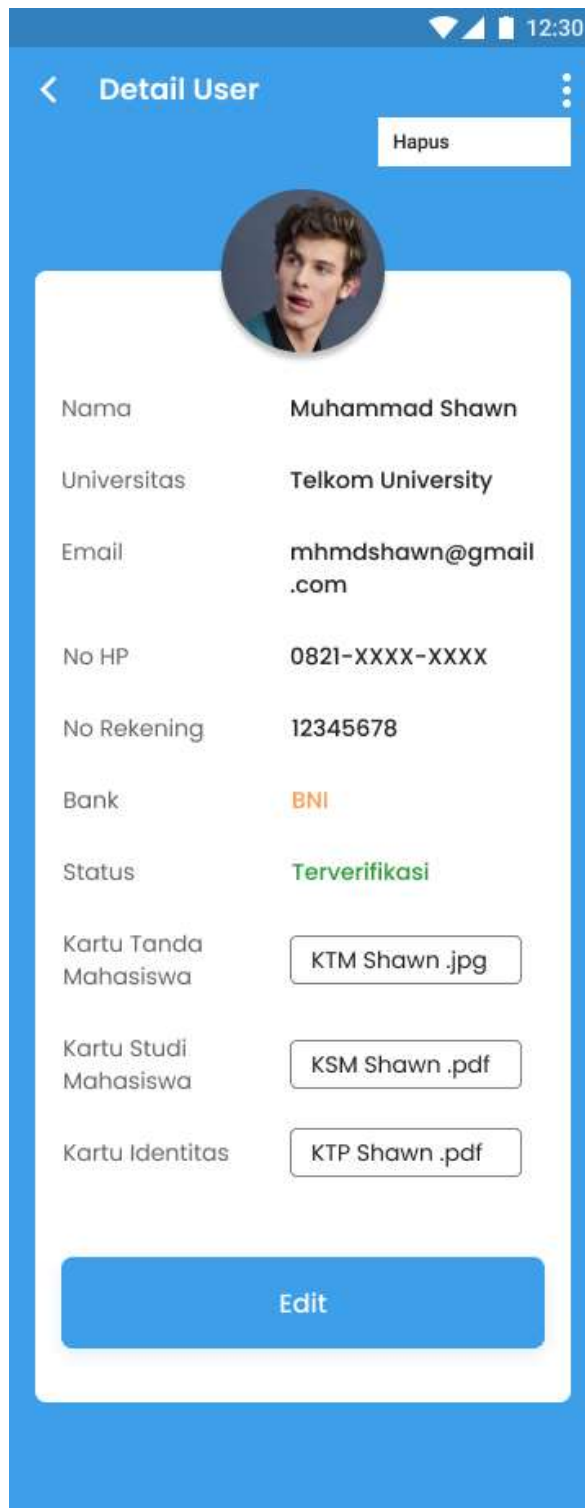 12:30
Detail User
Hapus
Nama Muhammad Shawn
Universitas Telkom University
Email mhmdshawn@gmail
.com
No HP 0821-XXXX-XXXX
No Rekening 12345678
Bank BNI
Status Terverifikasi
Kartu Tanda
Mahasiswa
KTM Shawn .jpg
Kartu Studi
Mahasiswa
KSM Shawn .pdf
Kartu Identitas KTP Shawn .pdf
Edit